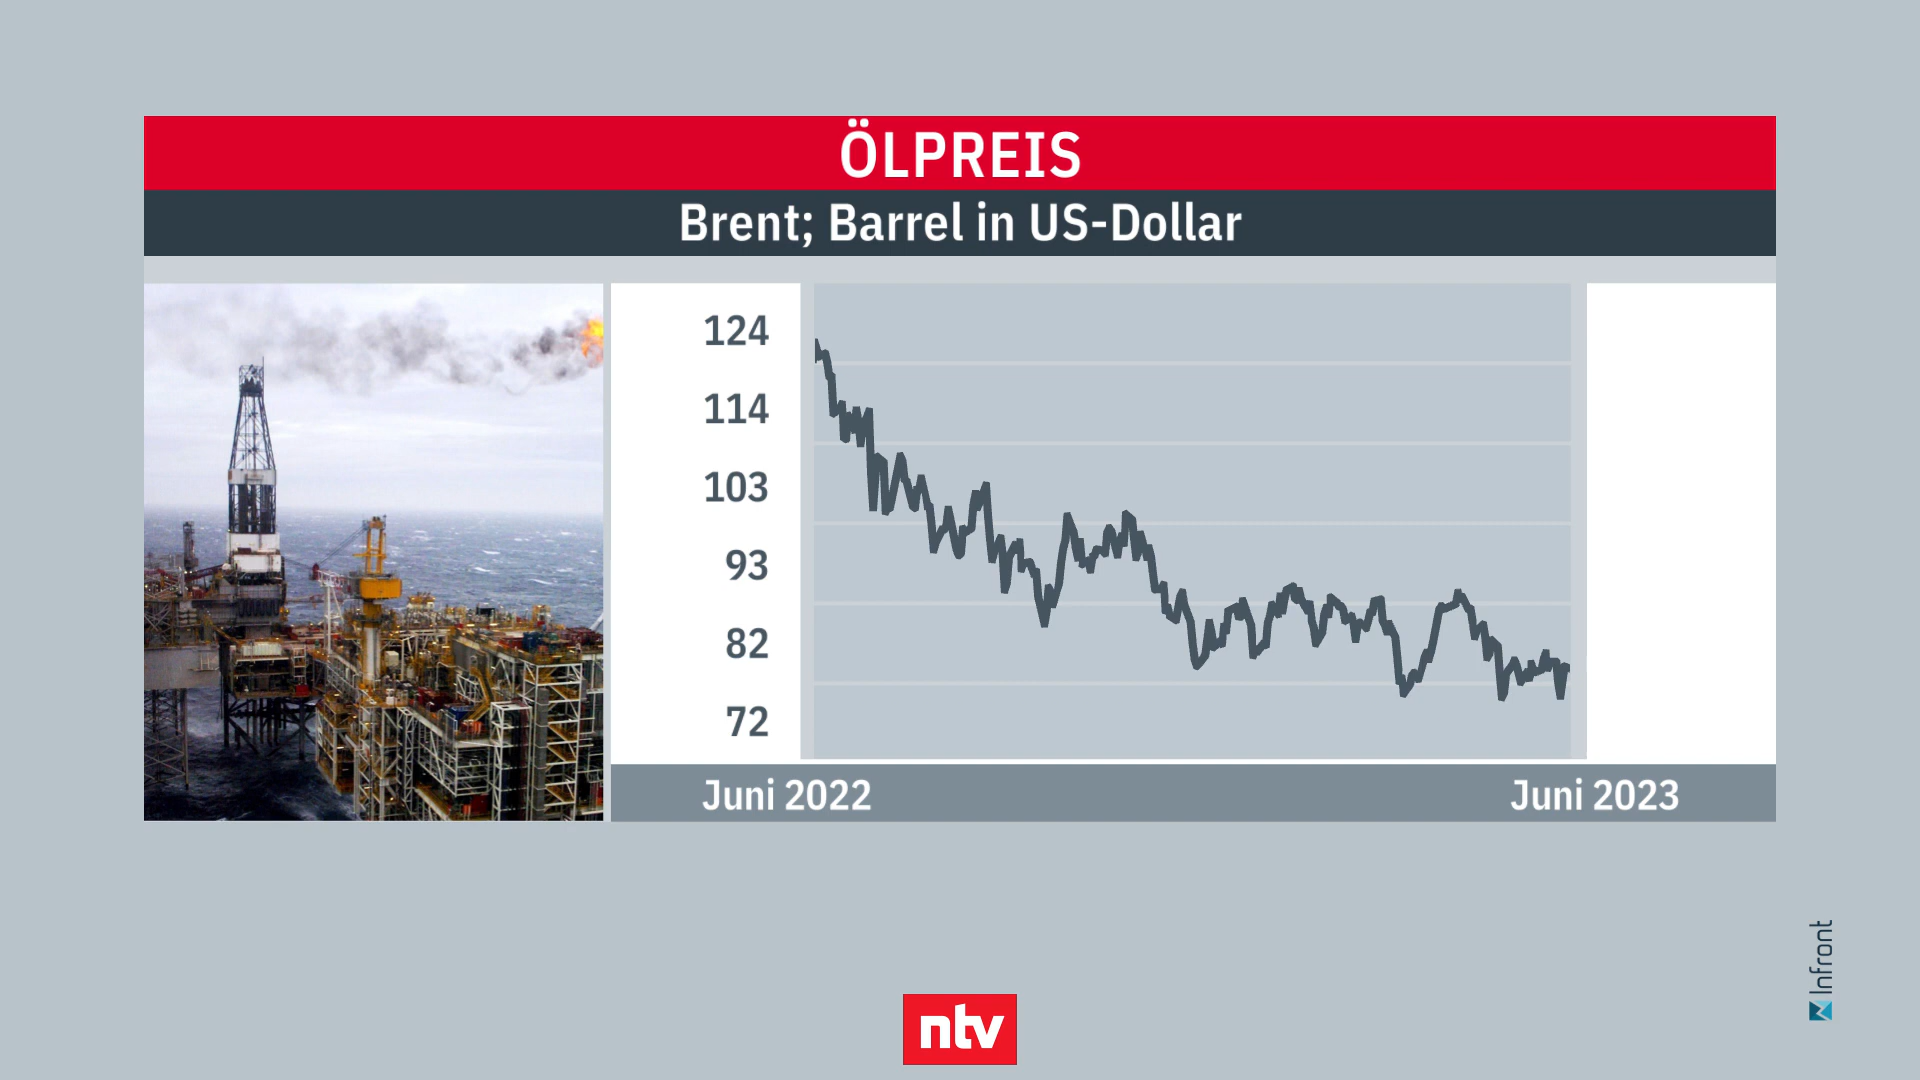 ÖLPREIS
Brent; Barrel in US-Dollar
124
114
103
93
82
72
Juni 2022
Juni 2023
Infront
ntv